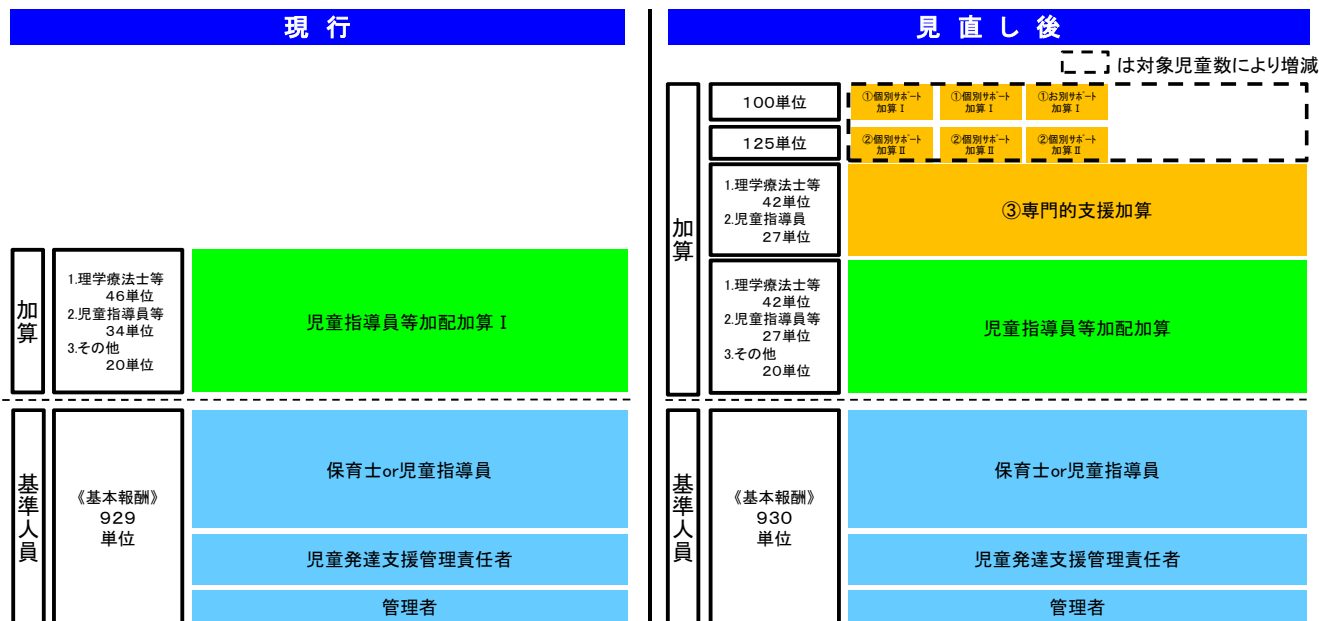 現 行
加算
1.理学療法士等
46単位
2.児童指導員等
34単位
3.その他
20単位
児童指導員等加配加算Ⅰ
基準人員
《基本報酬》
929
単位
保育士or児童指導員
児童発達支援管理責任者
管理者
見 直 し 後
は対象児童数により増減
加算
100単位
①個別サポート
加算Ⅰ
①個別サポート
加算Ⅰ
①お別サポート
加算Ⅰ
125単位
②個別サポート
加算Ⅱ
②個別サポート
加算Ⅱ
②個別サポート
加算Ⅱ
1.理学療法士等
42単位
2.児童指導員
27単位
③専門的支援加算
1.理学療法士等
42単位
2.児童指導員等
27単位
3.その他
20単位
児童指導員等加配加算
基準人員
《基本報酬》
930
単位
保育士or児童指導員
児童発達支援管理責任者
管理者